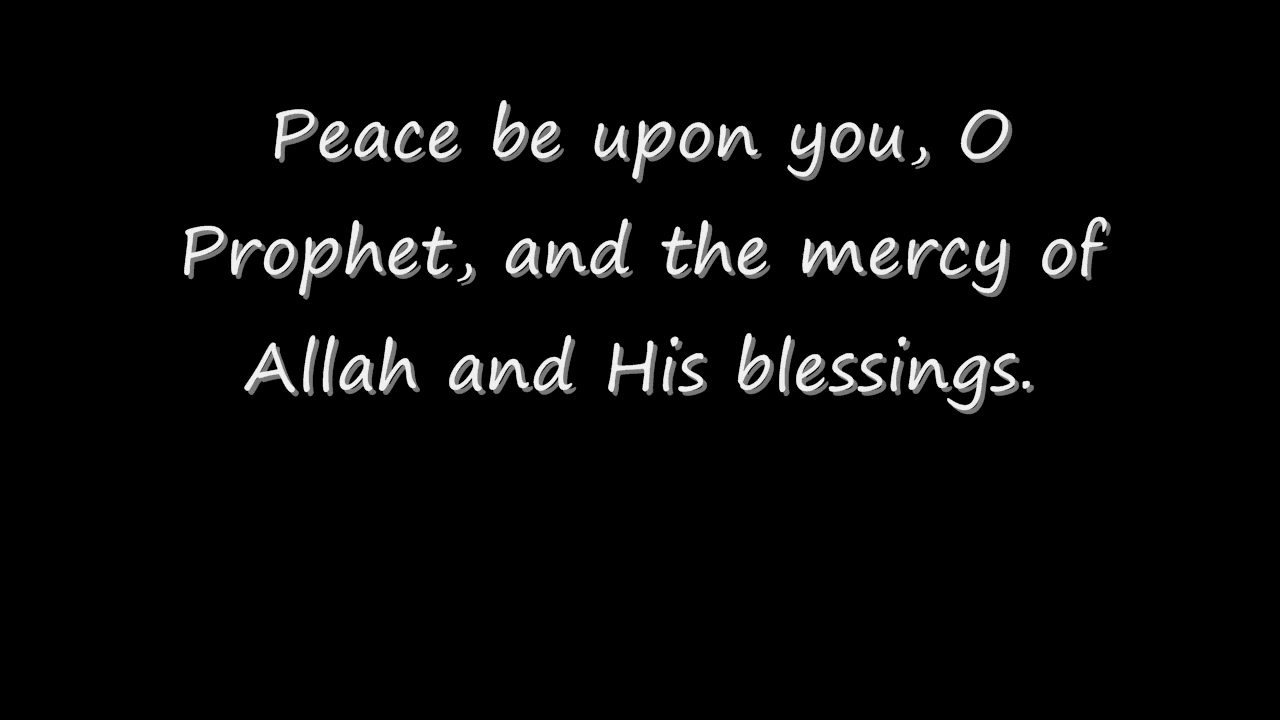 Peace be upon you, O
Prophet, and the mercy of
Allah and His blessings.